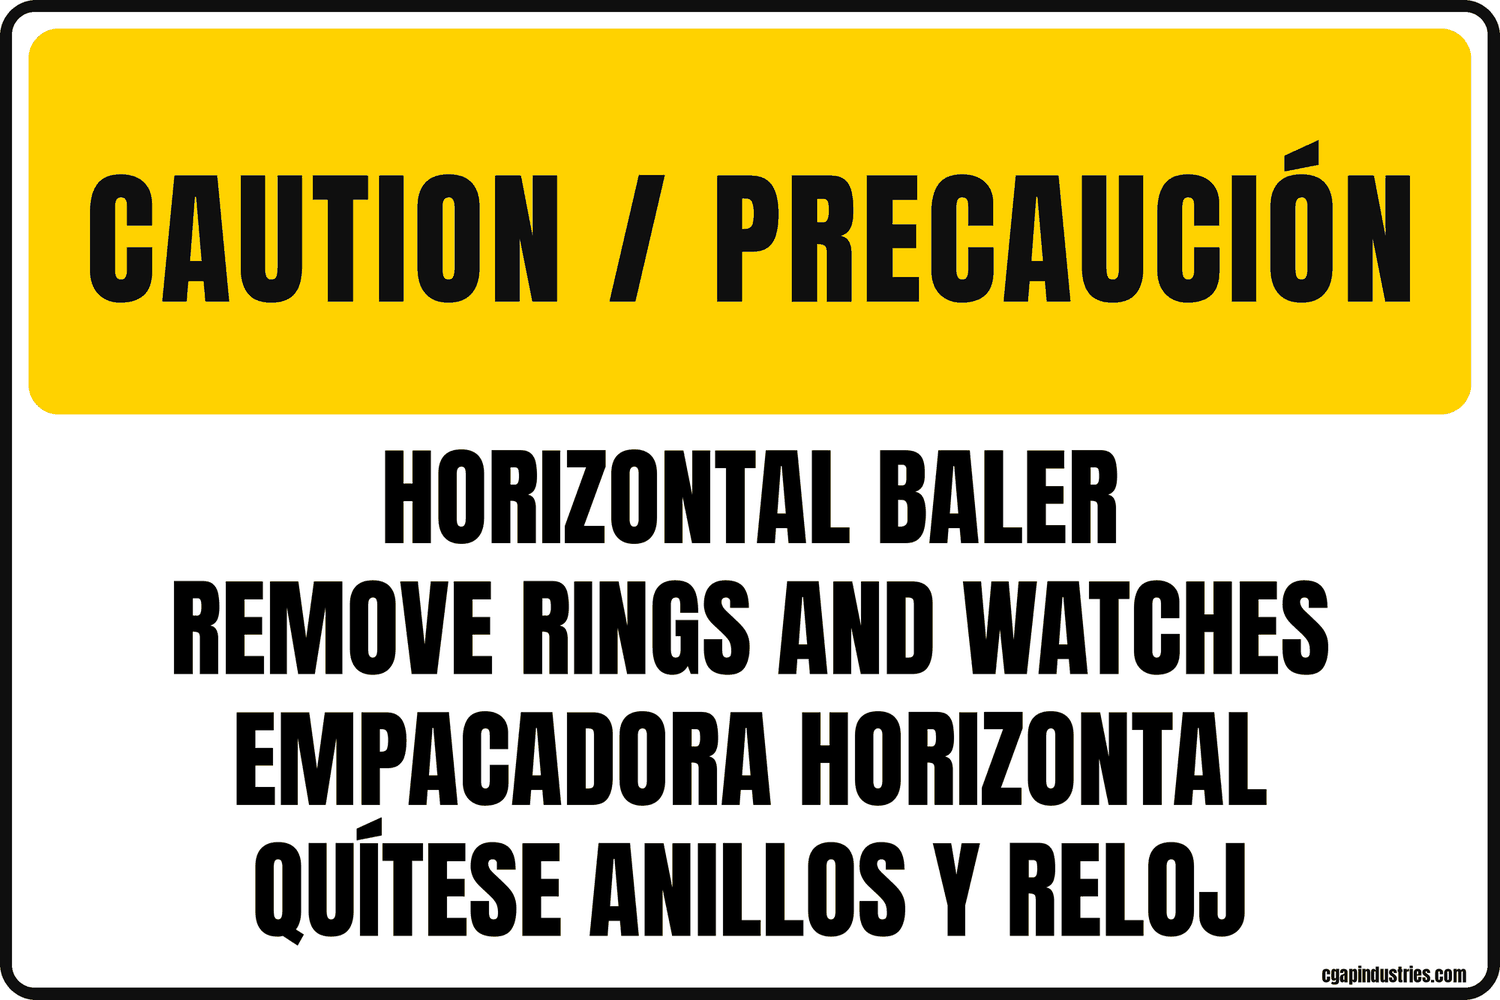 CAUTION / PRECAUCIÓN
HORIZONTAL BALER
REMOVE RINGS AND WATCHES
EMPACADORA HORIZONTAL
QUÍTESE ANILLOS Y RELOJ
cgapindustries.com